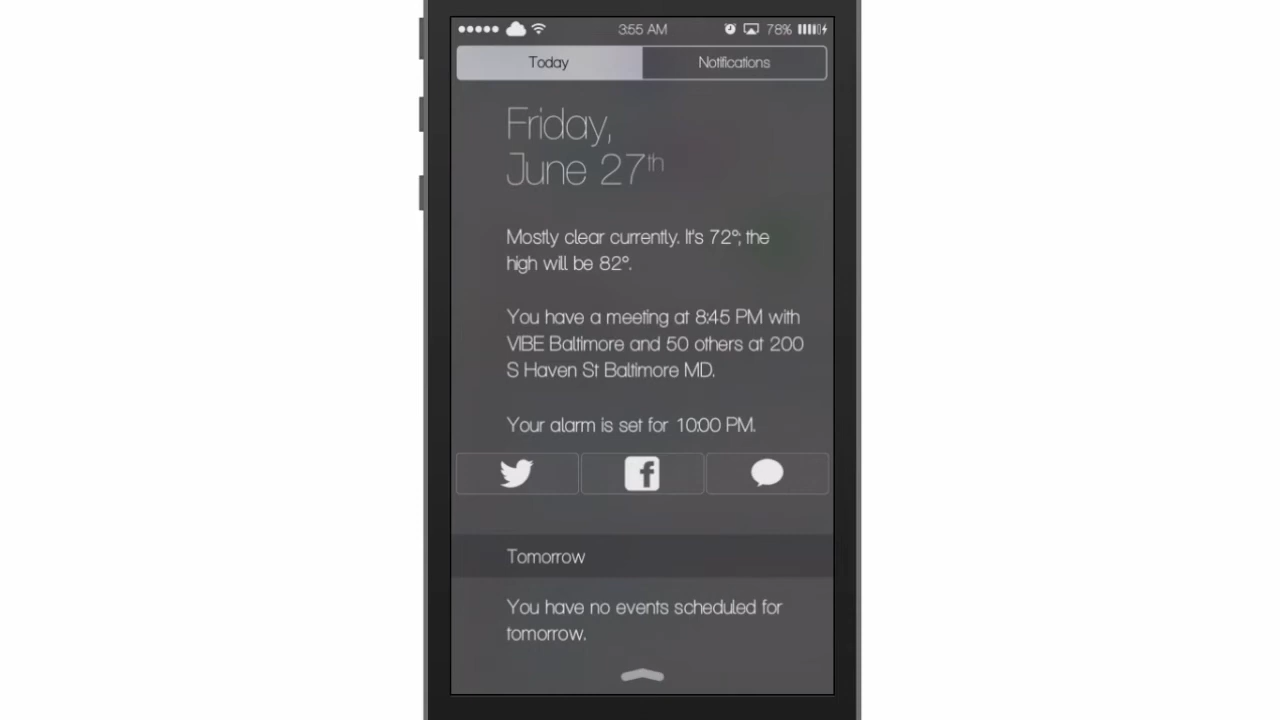 3:55 AM 78%
Today Notifications
Friday,
June 27th
Mostly clear currently. It's 72°; the
high will be 82°.
You have a meeting at 8:45 PM with
VIBE Baltimore and 50 others at 200
S Haven St Baltimore MD.
Your alarm is set for 10:00 PM.
Tomorrow
You have no events scheduled for
tomorrow.